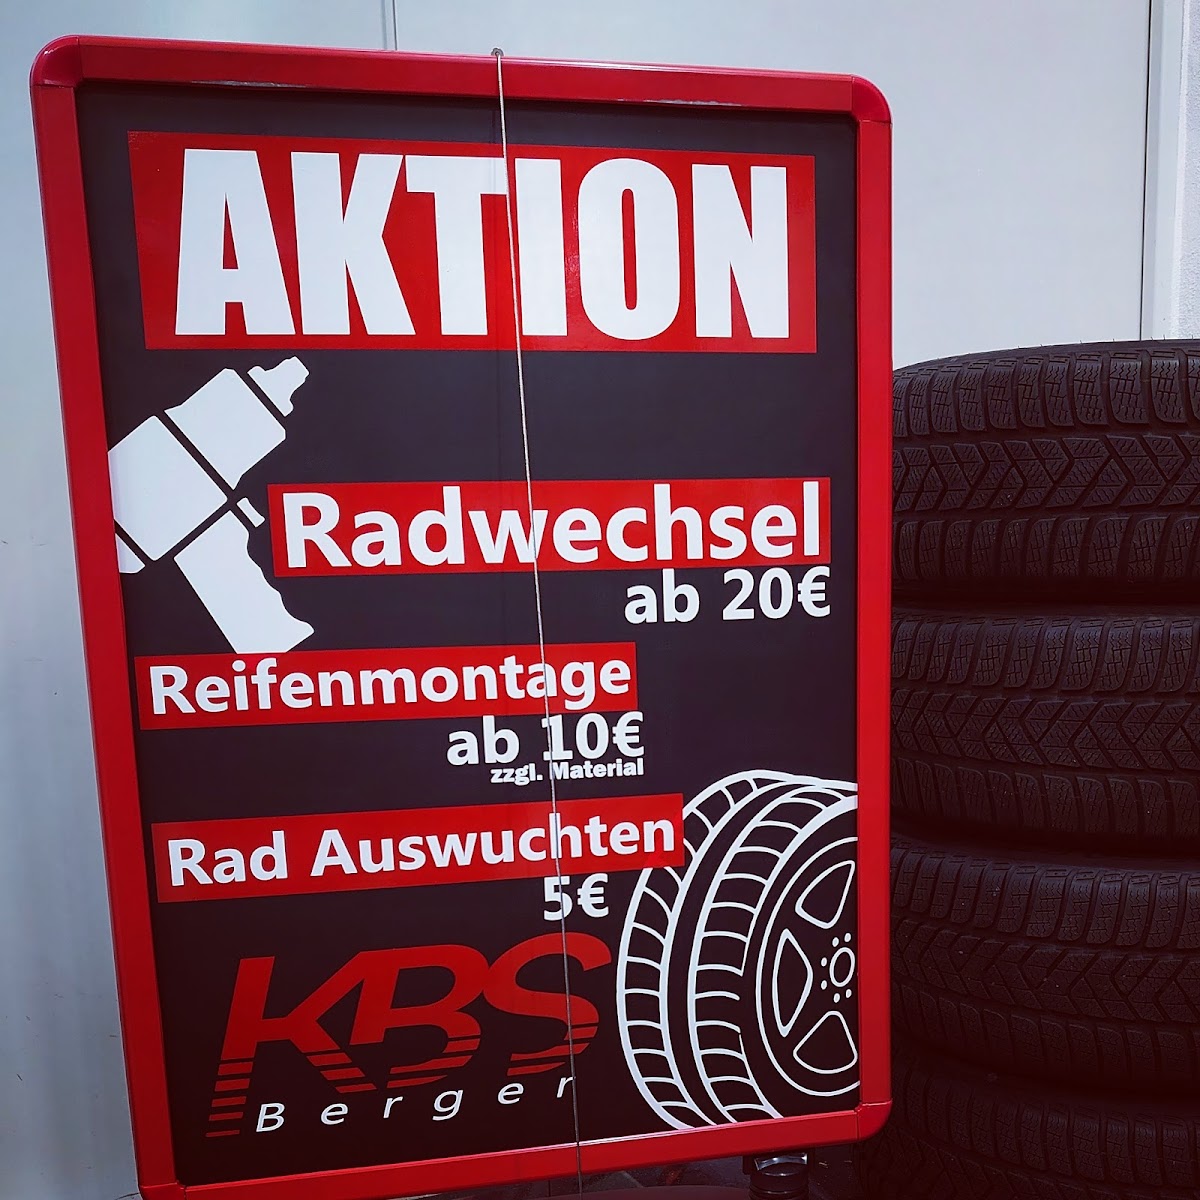 AKTION
Radwechsel
ab 20€
Reifenmontage
ab 10€
zzgl. Material
Rad Auswuchten
5€
KBS
Berger